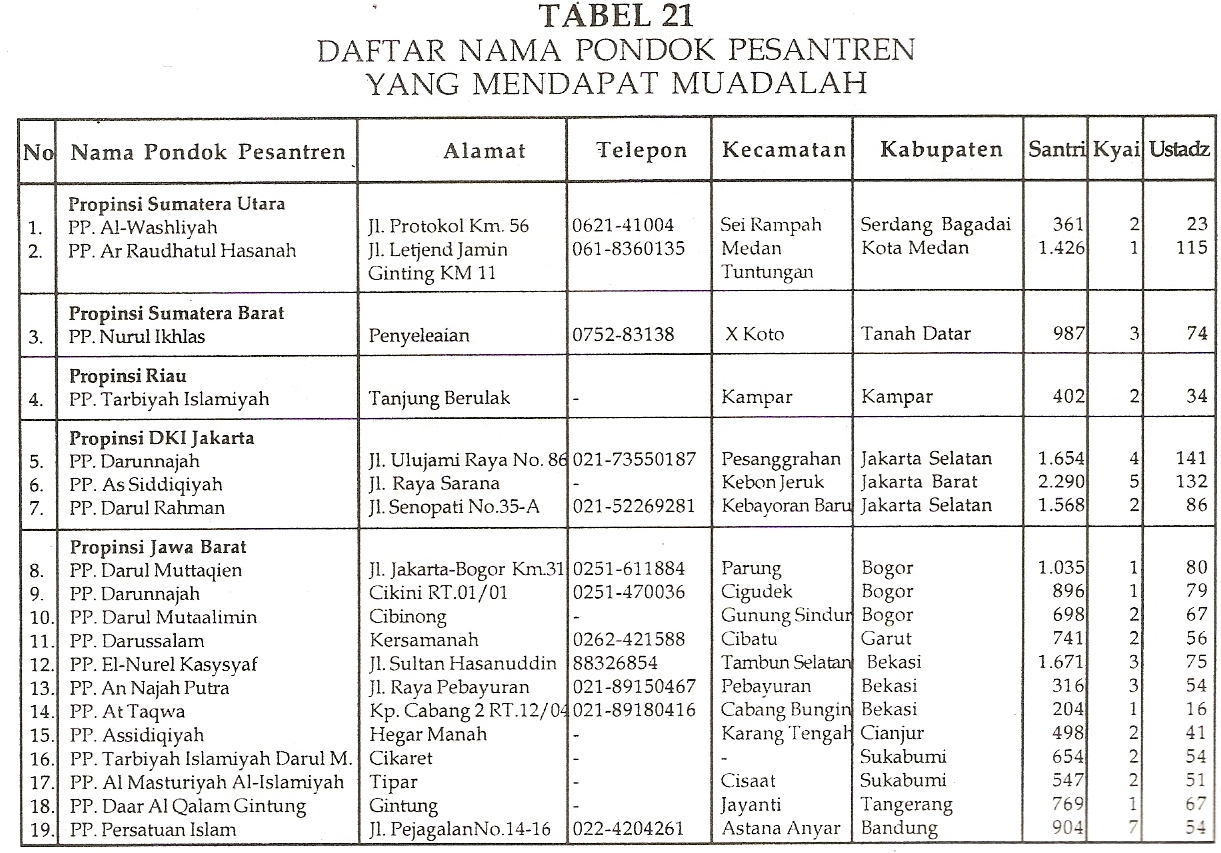 TABEL 21
DAFTAR NAMA PONDOK PESANTREN
YANG MENDAPAT MUADALAH
No Nama Pondok Pesantren Alamat Telepon Kecamatan Kabupaten Santri Kyai Ustadz
Propinsi Sumatera Utara
1. PP. Al-Washliyah Jl. Protokol Km. 56 0621-41004 Sei Rampah Serdang Bagadai 361 2 23
2. PP. Ar Raudhatul Hasanah Jl. Letjend Jamin 061-8360135 Medan Kota Medan 1.426 1 115
Ginting KM 11 Tuntungan
Propinsi Sumatera Barat
3. PP. Nurul Ikhlas Penyeleaian 0752-83138 X Koto Tanah Datar 987 3 74
Propinsi Riau
4. PP. Tarbiyah Islamiyah Tanjung Berulak - Kampar Kampar 402 2 34
Propinsi DKI Jakarta
5. PP. Darunnajah Jl. Ulujami Raya No. 86 021-73550187 Pesanggrahan Jakarta Selatan 1.654 4 141
6. PP. As Siddiqiyah Jl. Raya Sarana - Kebon Jeruk Jakarta Barat 2.290 5 132
7. PP. Darul Rahman Jl. Senopati No.35-A 021-52269281 Kebayoran Baru Jakarta Selatan 1.568 2 86
Propinsi Jawa Barat
8. PP. Darul Muttaqien Jl. Jakarta-Bogor Km.31 0251-611884 Parung Bogor 1.035 1 80
9. PP. Darunnajah Cikini RT.01/01 0251-470036 Cigudek Bogor 896 1 79
10. PP. Darul Mutaalimin Cibinong - Gunung Sindur Bogor 698 2 67
11. PP. Darussalam Kersamanah 0262-421588 Cibatu Garut 741 2 56
12. PP. El-Nurel Kasysyaf Jl. Sultan Hasanuddin 88326854 Tambun Selatan Bekasi 1.671 3 75
13. PP. An Najah Putra Jl. Raya Pebayuran 021-89150467 Pebayuran Bekasi 316 3 54
14. PP. At Taqwa Kp. Cabang 2 RT.12/04 021-89180416 Cabang Bungin Bekasi 204 1 16
15. PP. Assidiqiyah Hegar Manah - Karang Tengah Cianjur 498 2 41
16. PP. Tarbiyah Islamiyah Darul M. Cikaret - - Sukabumi 654 2 54
17. PP. Al Masturiyah Al-Islamiyah Tipar - Cisaat Sukabumi 547 2 51
18. PP. Daar Al Qalam Gintung Gintung - Jayanti Tangerang 769 1 67
19. PP. Persatuan Islam Jl. PejagalanNo.14-16 022-4204261 Astana Anyar Bandung 904 7 54